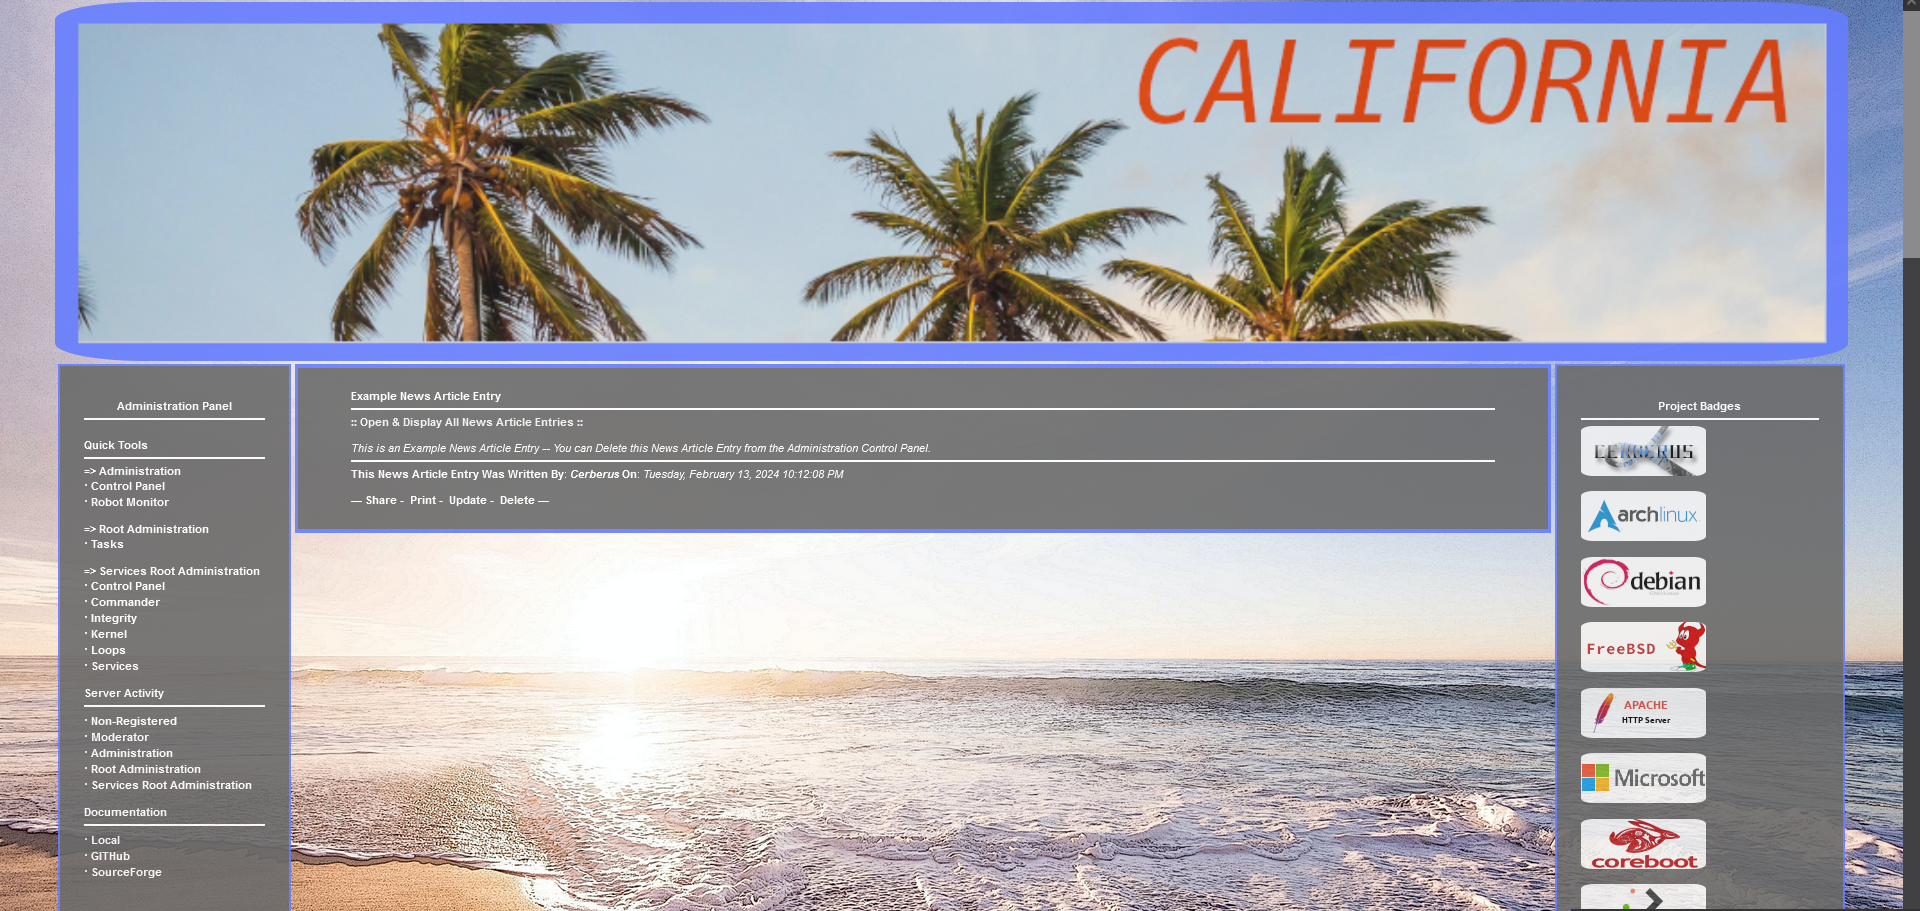 CALIFORNIA
Administration Panel
Quick Tools
=> Administration
· Control Panel
· Robot Monitor
=> Root Administration
· Tasks
=> Services Root Administration
· Control Panel
· Commander
· Integrity
· Kernel
· Loops
· Services
Server Activity
· Non-Registered
· Moderator
· Administration
· Root Administration
· Services Root Administration
Documentation
· Local
· GITHub
· SourceForge
Example News Article Entry
:: Open & Display All News Article Entries ::
This is an Example News Article Entry -- You can Delete this News Article Entry from the Administration Control Panel.
This News Article Entry Was Written By: Cerberus On: Tuesday, February 13, 2024 10:12:08 PM
— Share - Print - Update - Delete —
Project Badges
CERBERUS
archlinux
debian
FreeBSD
APACHE
HTTP Server
Microsoft
coreboot